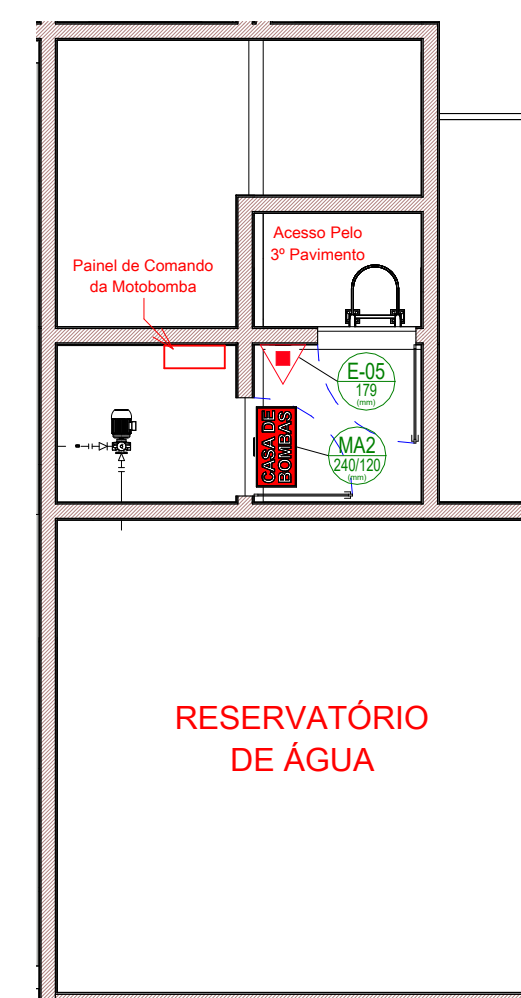 Acesso Pelo
3º Pavimento
Painel de Comando
da Motobomba
E-05
179
(mm)
CASA DE
BOMBAS
MA2
240/120
(mm)
RESERVATÓRIO
DE ÁGUA